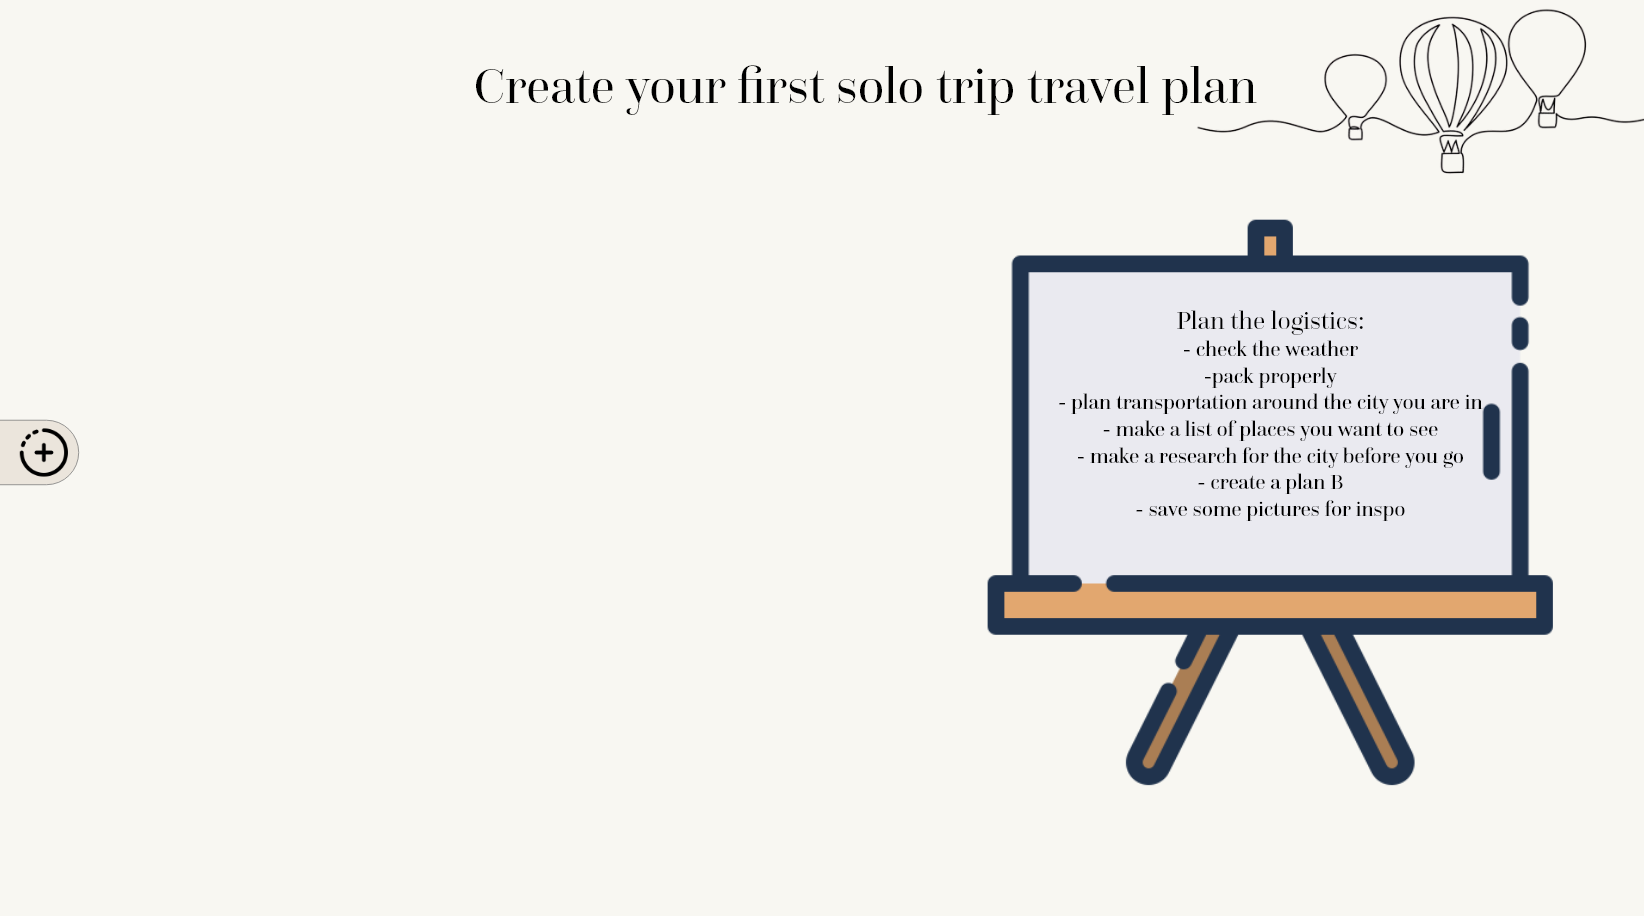 Create your first solo trip travel plan
Plan the logistics:
- check the weather
-pack properly
- plan transportation around the city you are in
- make a list of places you want to see
- make a research for the city before you go
- create a plan B
- save some pictures for inspo